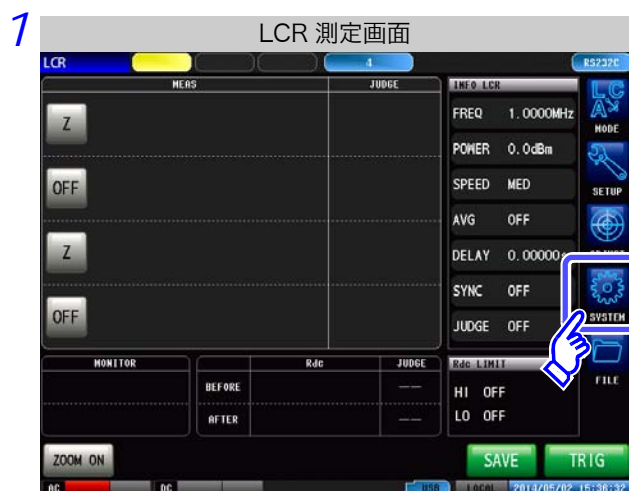 1
LCR 測定画面
LCR 4 RS232C
MEAS JUDGE
Z
OFF
Z
OFF
INFO LCR
FREQ 1.0000MHz
POWER 0.0dBm
SPEED MED
AVG OFF
DELAY 0.00000
SYNC OFF
JUDGE OFF
MODE
SETUP
SYSTEM
FILE
MONITOR Rdc JUDGE
BEFORE --
AFTER --
Rdc LIMIT
HI OFF
LO OFF
ZOOM ON SAVE TRIG
AC DC USB LOCAL 2014/05/02 15:36:32